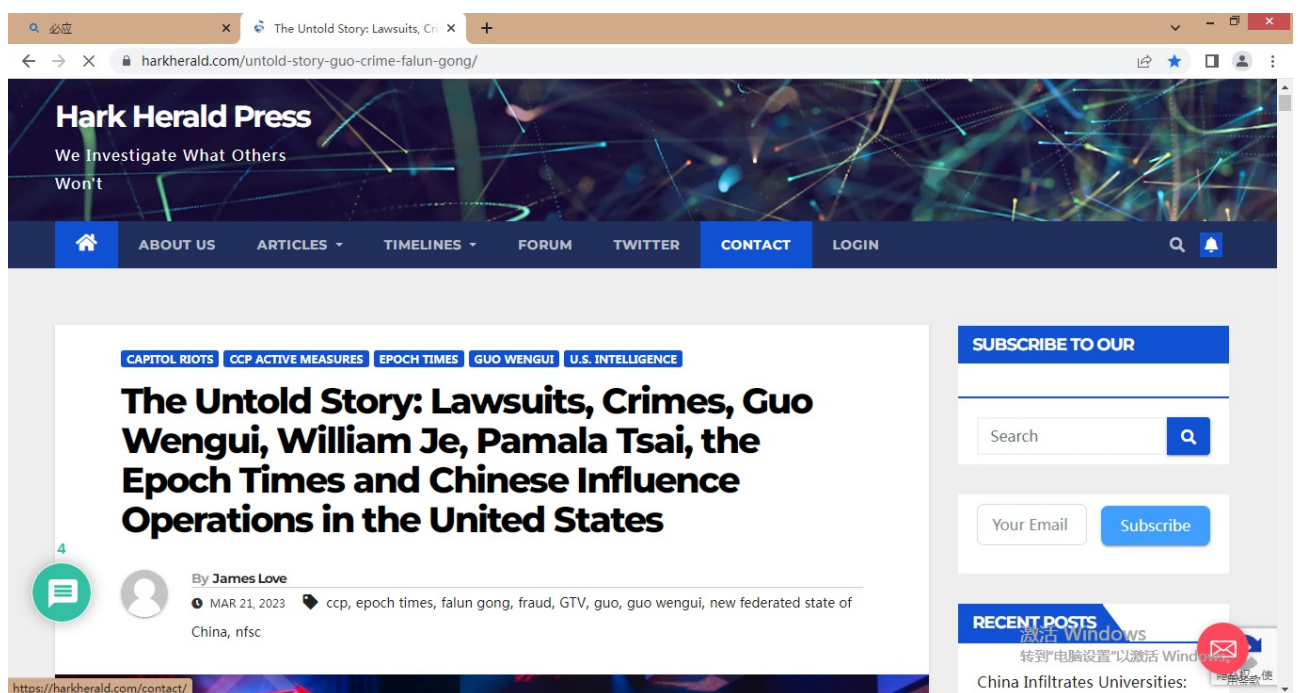 必应
The Untold Story: Lawsuits, Cri
harkherald.com/untold-story-guo-crime-falun-gong/
Hark Herald Press
We Investigate What Others
Won't
ABOUT US ARTICLES TIMELINES FORUM TWITTER CONTACT LOGIN
CAPITOL RIOTS CCP ACTIVE MEASURES EPOCH TIMES GUO WENGUI U.S. INTELLIGENCE
The Untold Story: Lawsuits, Crimes, Guo
Wengui, William Je, Pamala Tsai, the
Epoch Times and Chinese Influence
Operations in the United States
4
By James Love
MAR 21, 2023 ccp, epoch times, falun gong, fraud, GTV, guo, guo wengui, new federated state of
China, nfsc
SUBSCRIBE TO OUR
Search
Your Email Subscribe
RECENT POSTS
激活 Windows
转到"电脑设置"以激活 Windows。
China Infiltrates Universities:
https://harkherald.com/contact/